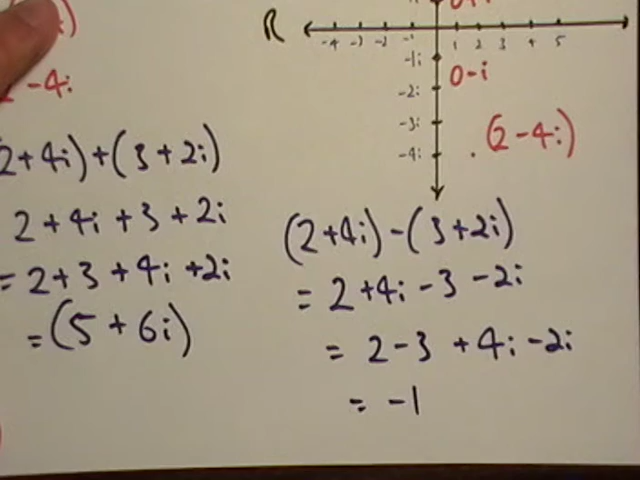 R
-4 -3 -2 -1 1 2 3 4 5
-1i
0-i
-2i
-3i
(2-4i)
-4i
-4i
2+4i)+(3+2i)
2+4i+3+2i
=2+3+4i+2i
=(5+6i)
(2+4i)-(3+2i)
=2+4i-3-2i
=2-3+4i-2i
=-1